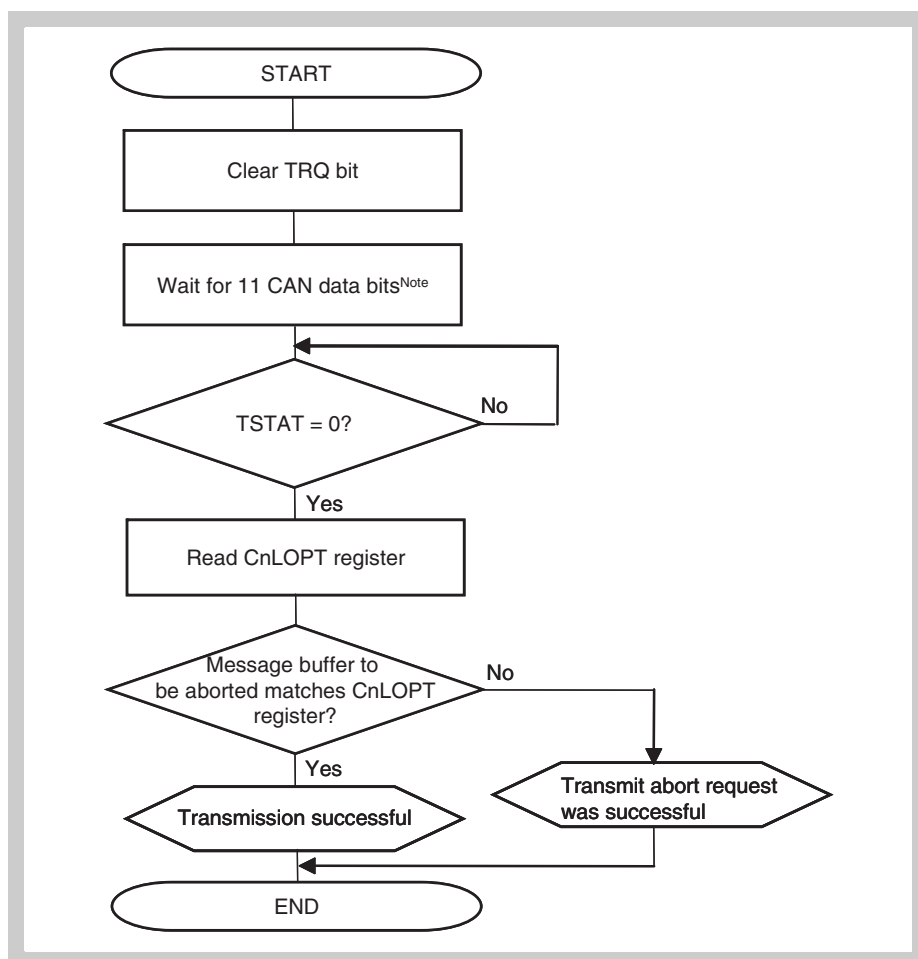 START
Clear TRQ bit
Wait for 11 CAN data bitsNote
TSTAT = 0?
No
Yes
Read CnLOPT register
Message buffer to
be aborted matches CnLOPT
register?
No
Yes
Transmit abort request
was successful
Transmission successful
END